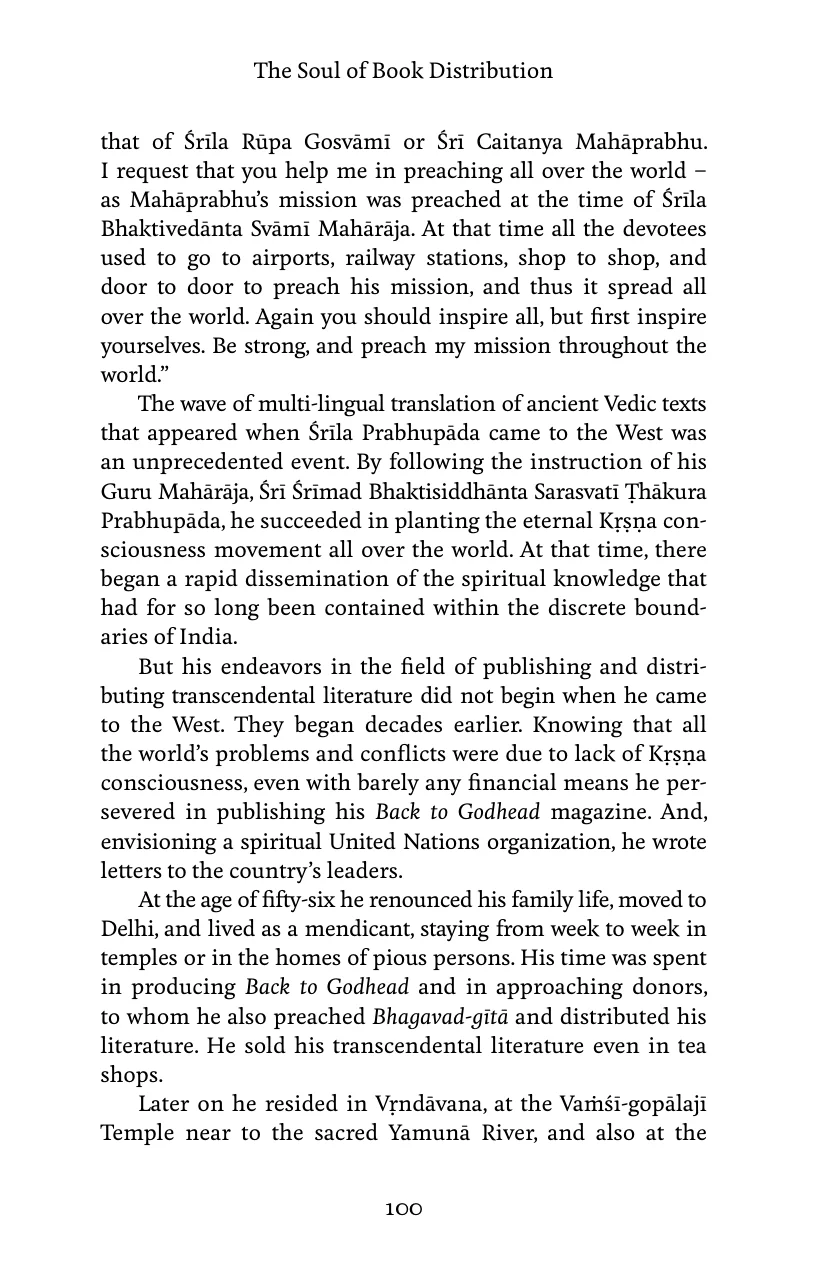 The Soul of Book Distribution
that of Śrīla Rūpa Gosvāmī or Śrī Caitanya Mahāprabhu.
I request that you help me in preaching all over the world –
as Mahāprabhu’s mission was preached at the time of Śrīla
Bhaktivedānta Svāmī Mahārāja. At that time all the devotees
used to go to airports, railway stations, shop to shop, and
door to door to preach his mission, and thus it spread all
over the world. Again you should inspire all, but first inspire
yourselves. Be strong, and preach my mission throughout the
world.”
The wave of multi-lingual translation of ancient Vedic texts
that appeared when Śrīla Prabhupāda came to the West was
an unprecedented event. By following the instruction of his
Guru Mahārāja, Śrī Śrīmad Bhaktisiddhānta Sarasvatī Ṭhākura
Prabhupāda, he succeeded in planting the eternal Kṛṣṇa con-
sciousness movement all over the world. At that time, there
began a rapid dissemination of the spiritual knowledge that
had for so long been contained within the discrete bound-
aries of India.
But his endeavors in the field of publishing and distri-
buting transcendental literature did not begin when he came
to the West. They began decades earlier. Knowing that all
the world’s problems and conflicts were due to lack of Kṛṣṇa
consciousness, even with barely any financial means he per-
severed in publishing his Back to Godhead magazine. And,
envisioning a spiritual United Nations organization, he wrote
letters to the country’s leaders.
At the age of fifty-six he renounced his family life, moved to
Delhi, and lived as a mendicant, staying from week to week in
temples or in the homes of pious persons. His time was spent
in producing Back to Godhead and in approaching donors,
to whom he also preached Bhagavad-gītā and distributed his
literature. He sold his transcendental literature even in tea
shops.
Later on he resided in Vṛndāvana, at the Vaṁśī-gopālajī
Temple near to the sacred Yamunā River, and also at the
100